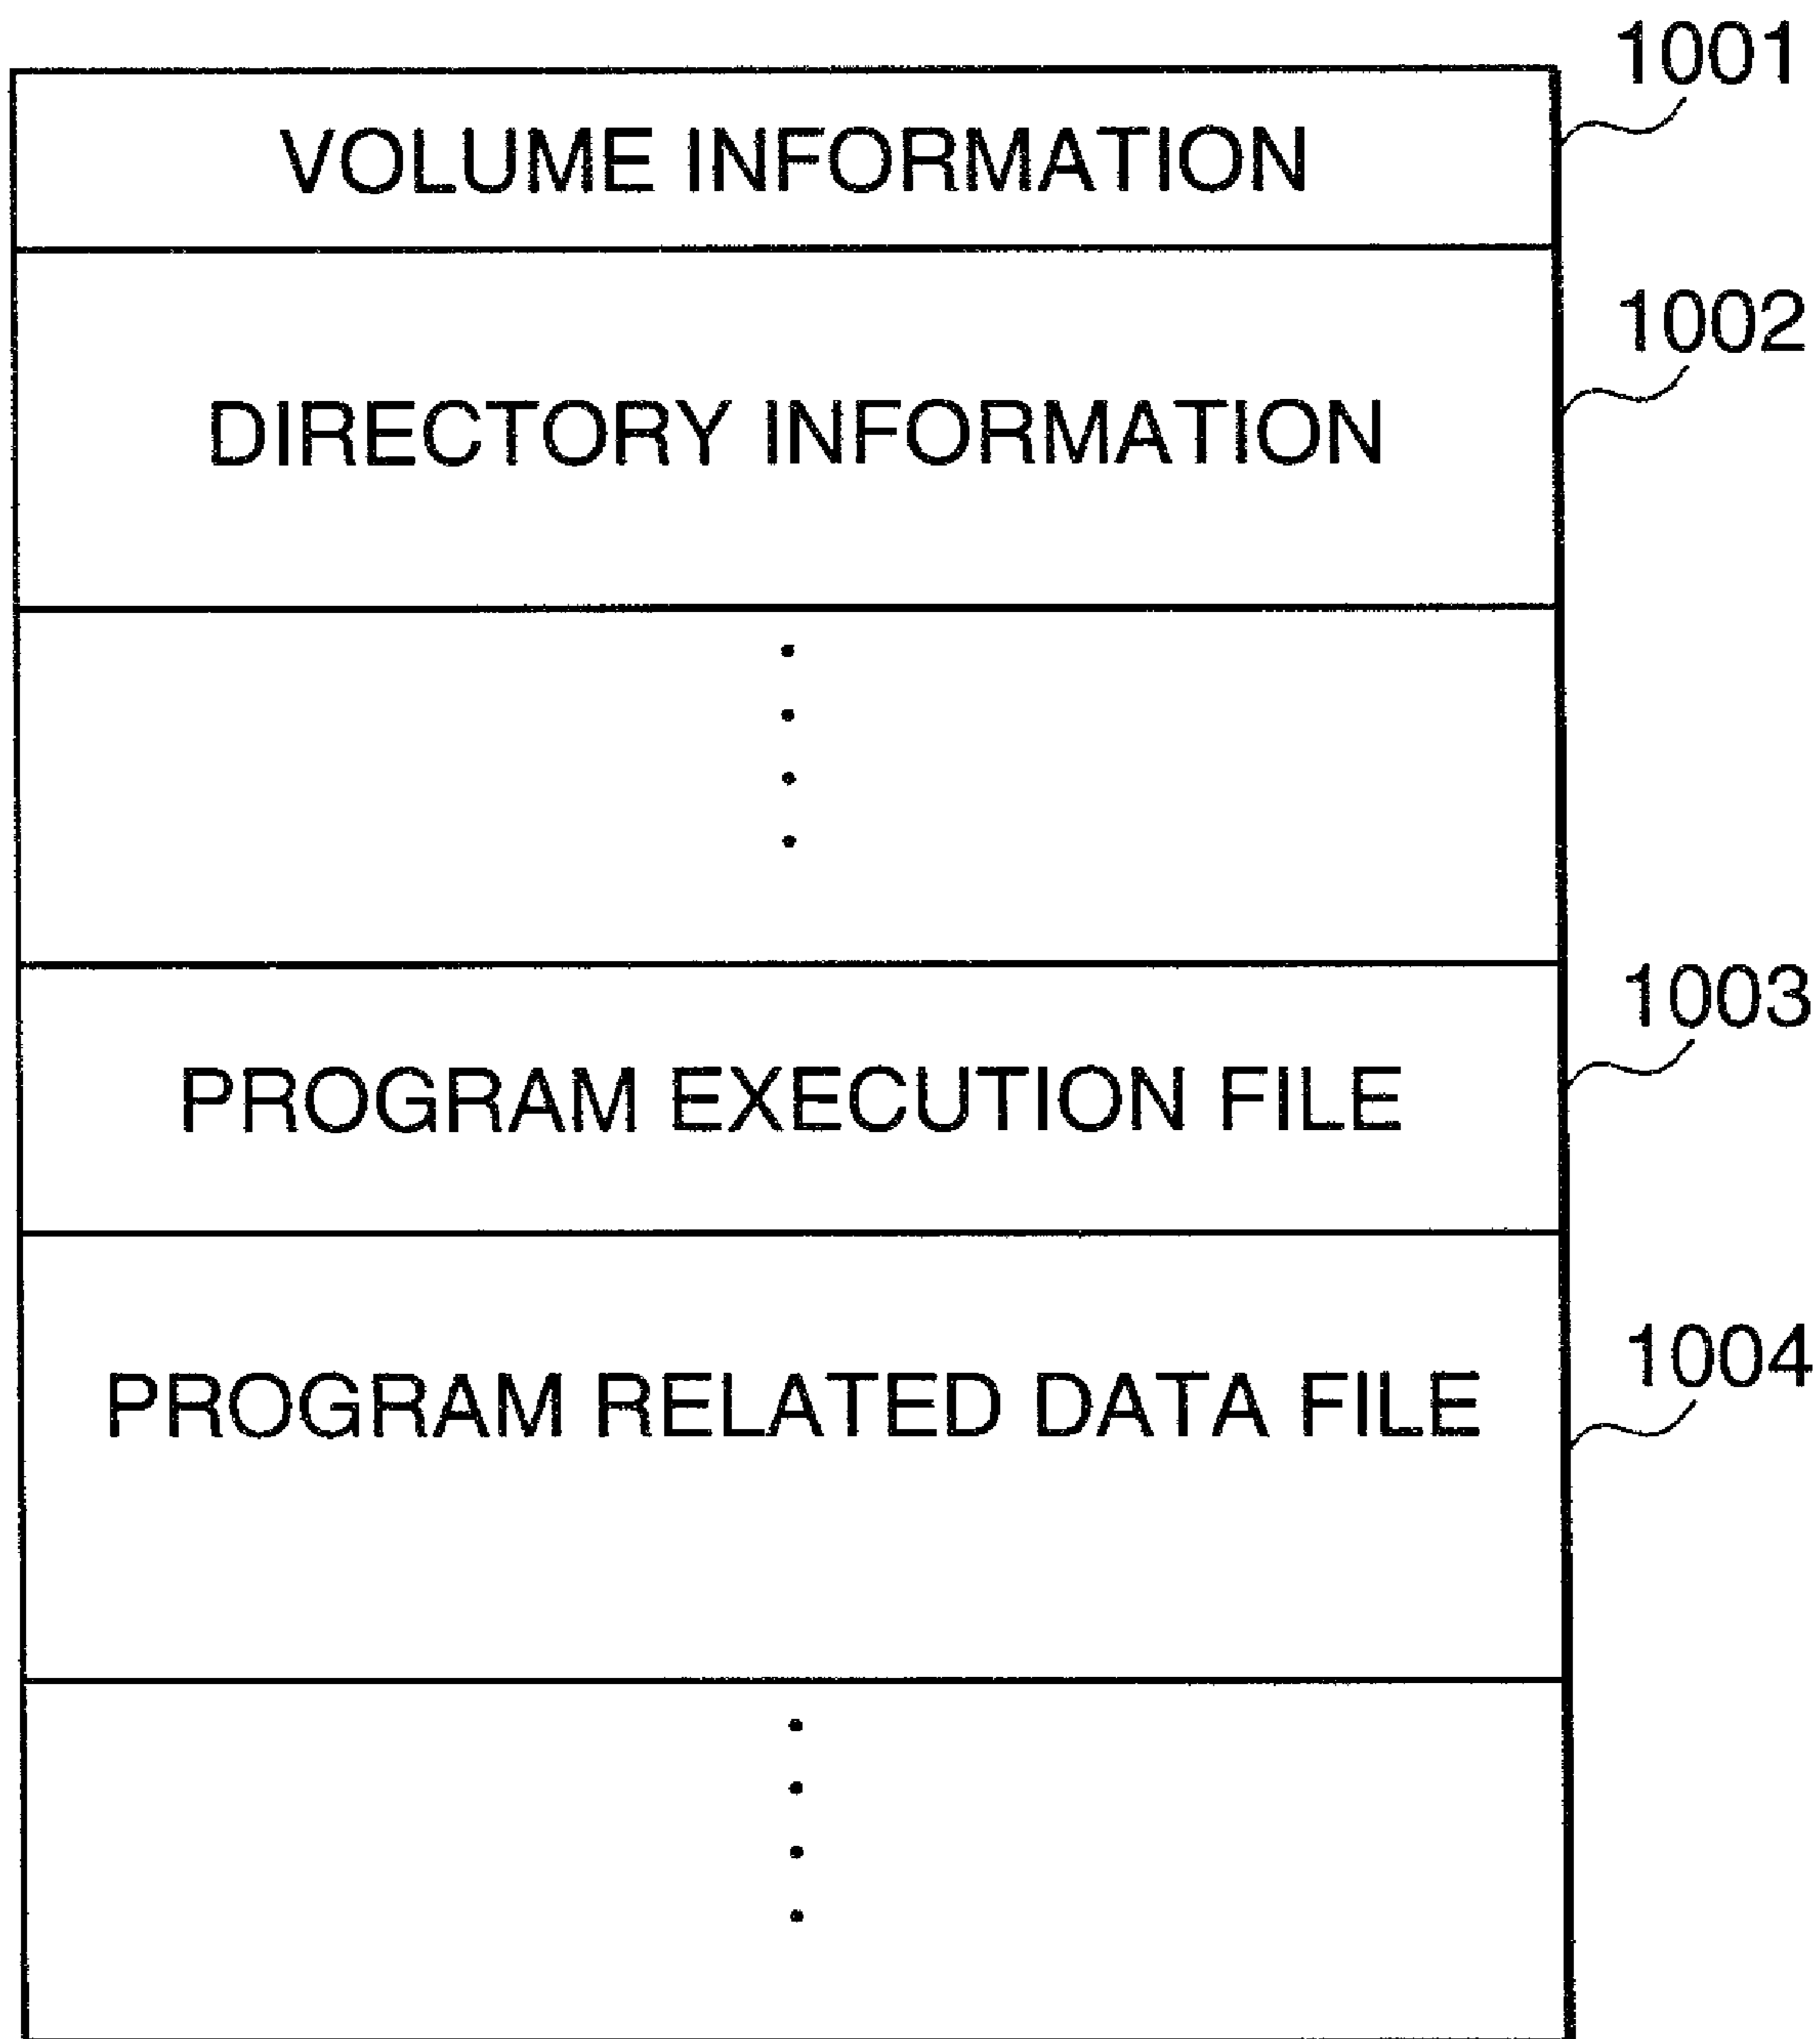 1001
VOLUME INFORMATION
1002
DIRECTORY INFORMATION
1003
PROGRAM EXECUTION FILE
1004
PROGRAM RELATED DATA FILE